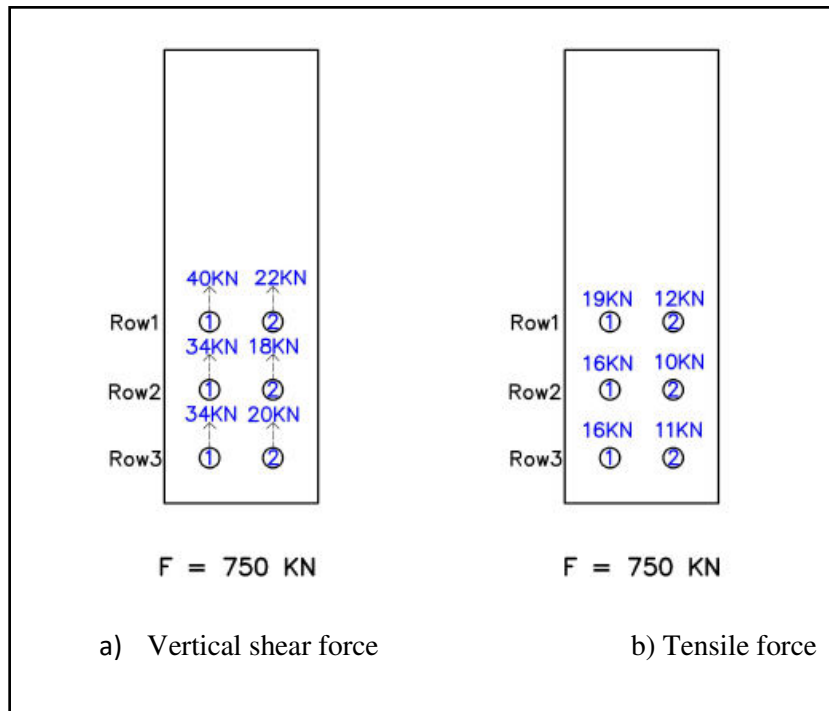 40KN 22KN
Row1 1 2
34KN 18KN
Row2 1 2
34KN 20KN
Row3 1 2
F = 750 KN
a) Vertical shear force
19KN 12KN
Row1 1 2
16KN 10KN
Row2 1 2
16KN 11KN
Row3 1 2
F = 750 KN
b) Tensile force